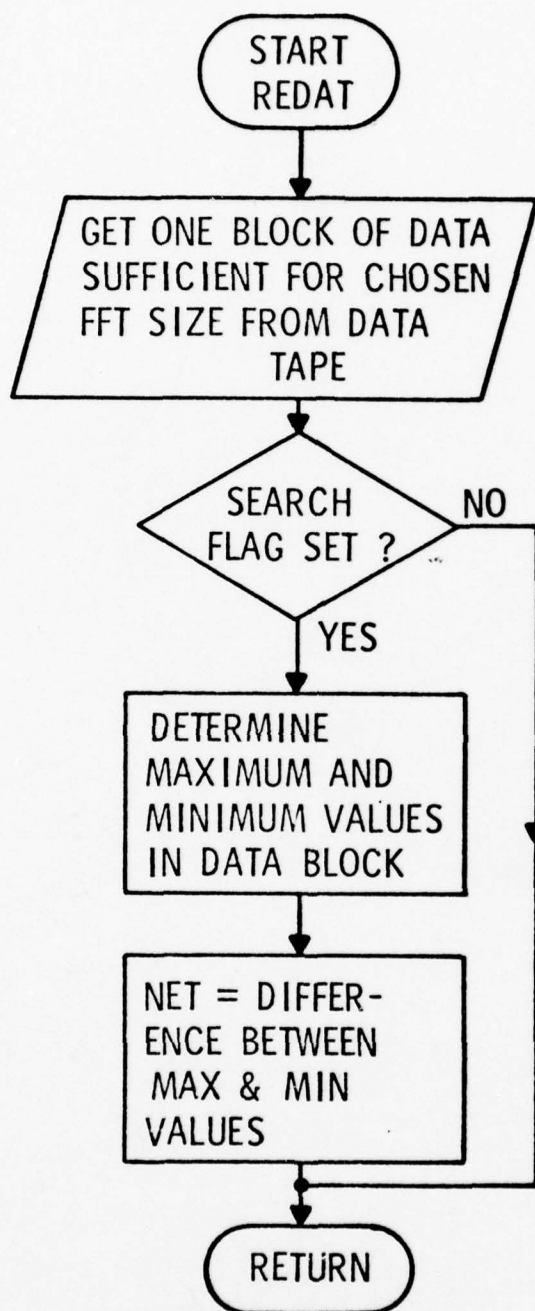 START
REDAT
GET ONE BLOCK OF DATA
SUFFICIENT FOR CHOSEN
FFT SIZE FROM DATA
TAPE
SEARCH
FLAG SET ?
NO
YES
DETERMINE
MAXIMUM AND
MINIMUM VALUES
IN DATA BLOCK
NET = DIFFER-
ENCE BETWEEN
MAX & MIN
VALUES
RETURN